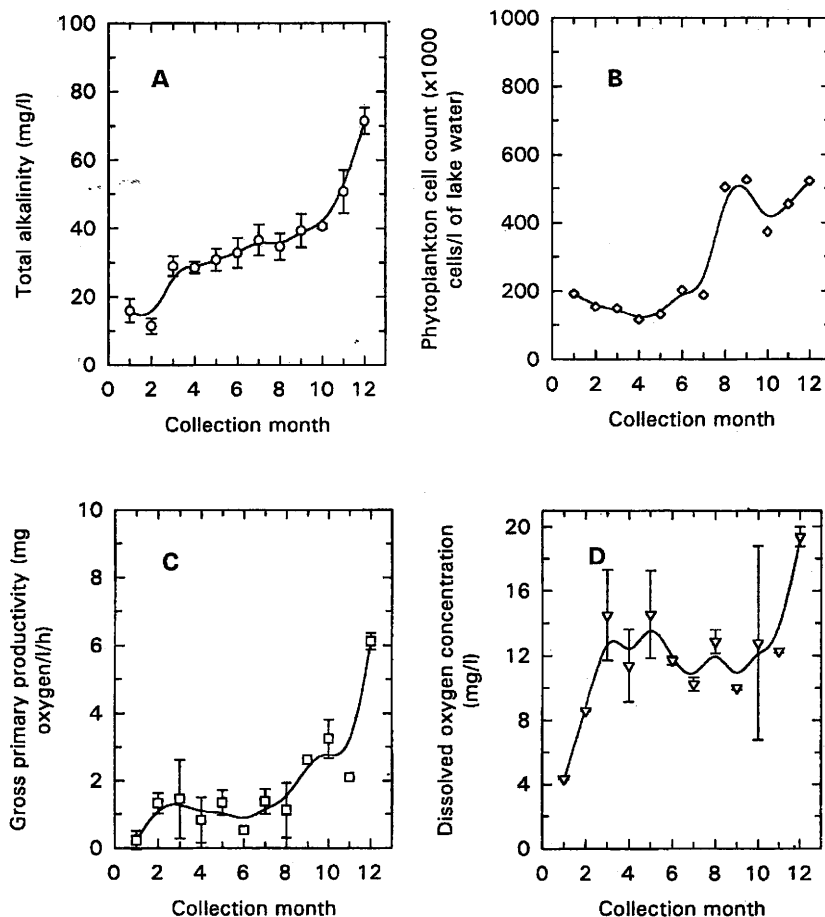 Total alkalinity (mg/l)
100
80
60
40
20
0
A
0 2 4 6 8 10 12
Collection month
Phytoplankton cell count (x1000
cells/l of lake water)
1000
800
600
400
200
0
B
0 2 4 6 8 10 12
Collection month
Gross primary productivity (mg
oxygen/l/h)
10
8
6
4
2
0
C
0 2 4 6 8 10 12
Collection month
Dissolved oxygen concentration
(mg/l)
20
16
12
8
4
0
D
0 2 4 6 8 10 12
Collection month